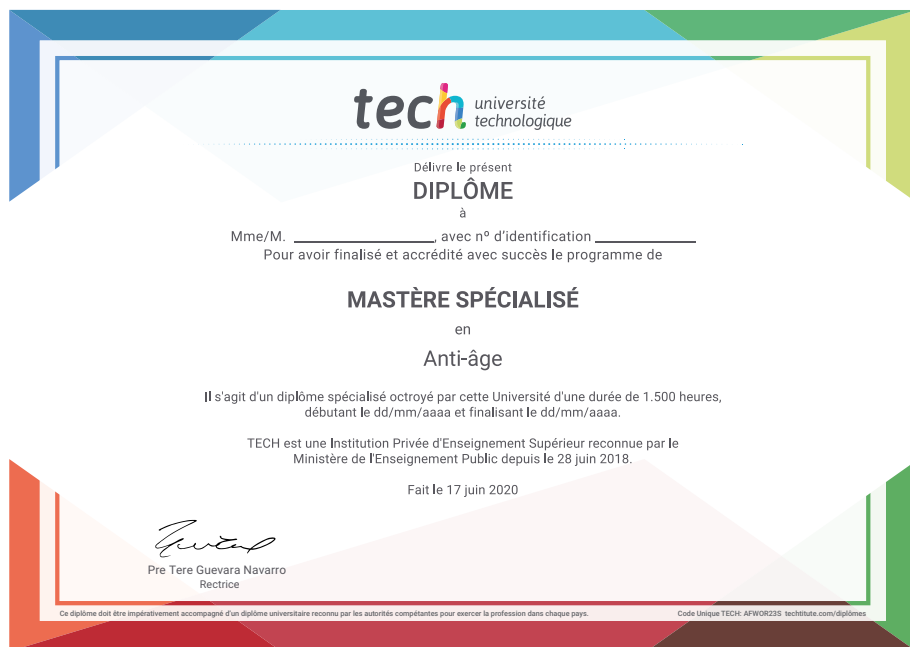 tech université
technologique
Délivre le présent
DIPLÔME
à
Mme/M. ____________________, avec nº d'identification ______________
Pour avoir finalisé et accrédité avec succès le programme de
MASTÈRE SPÉCIALISÉ
en
Anti-âge
Il s'agit d'un diplôme spécialisé octroyé par cette Université d'une durée de 1.500 heures,
débutant le dd/mm/aaaa et finalisant le dd/mm/aaaa.
TECH est une Institution Privée d'Enseignement Supérieur reconnue par le
Ministère de l'Enseignement Public depuis le 28 juin 2018.
Fait le 17 juin 2020
Pre Tere Guevara Navarro
Rectrice
Ce diplôme doit être impérativement accompagné d'un diplôme universitaire reconnu par les autorités compétantes pour exercer la profession dans chaque pays.
Code Unique TECH: AFWOR23S techtitute.com/diplômes